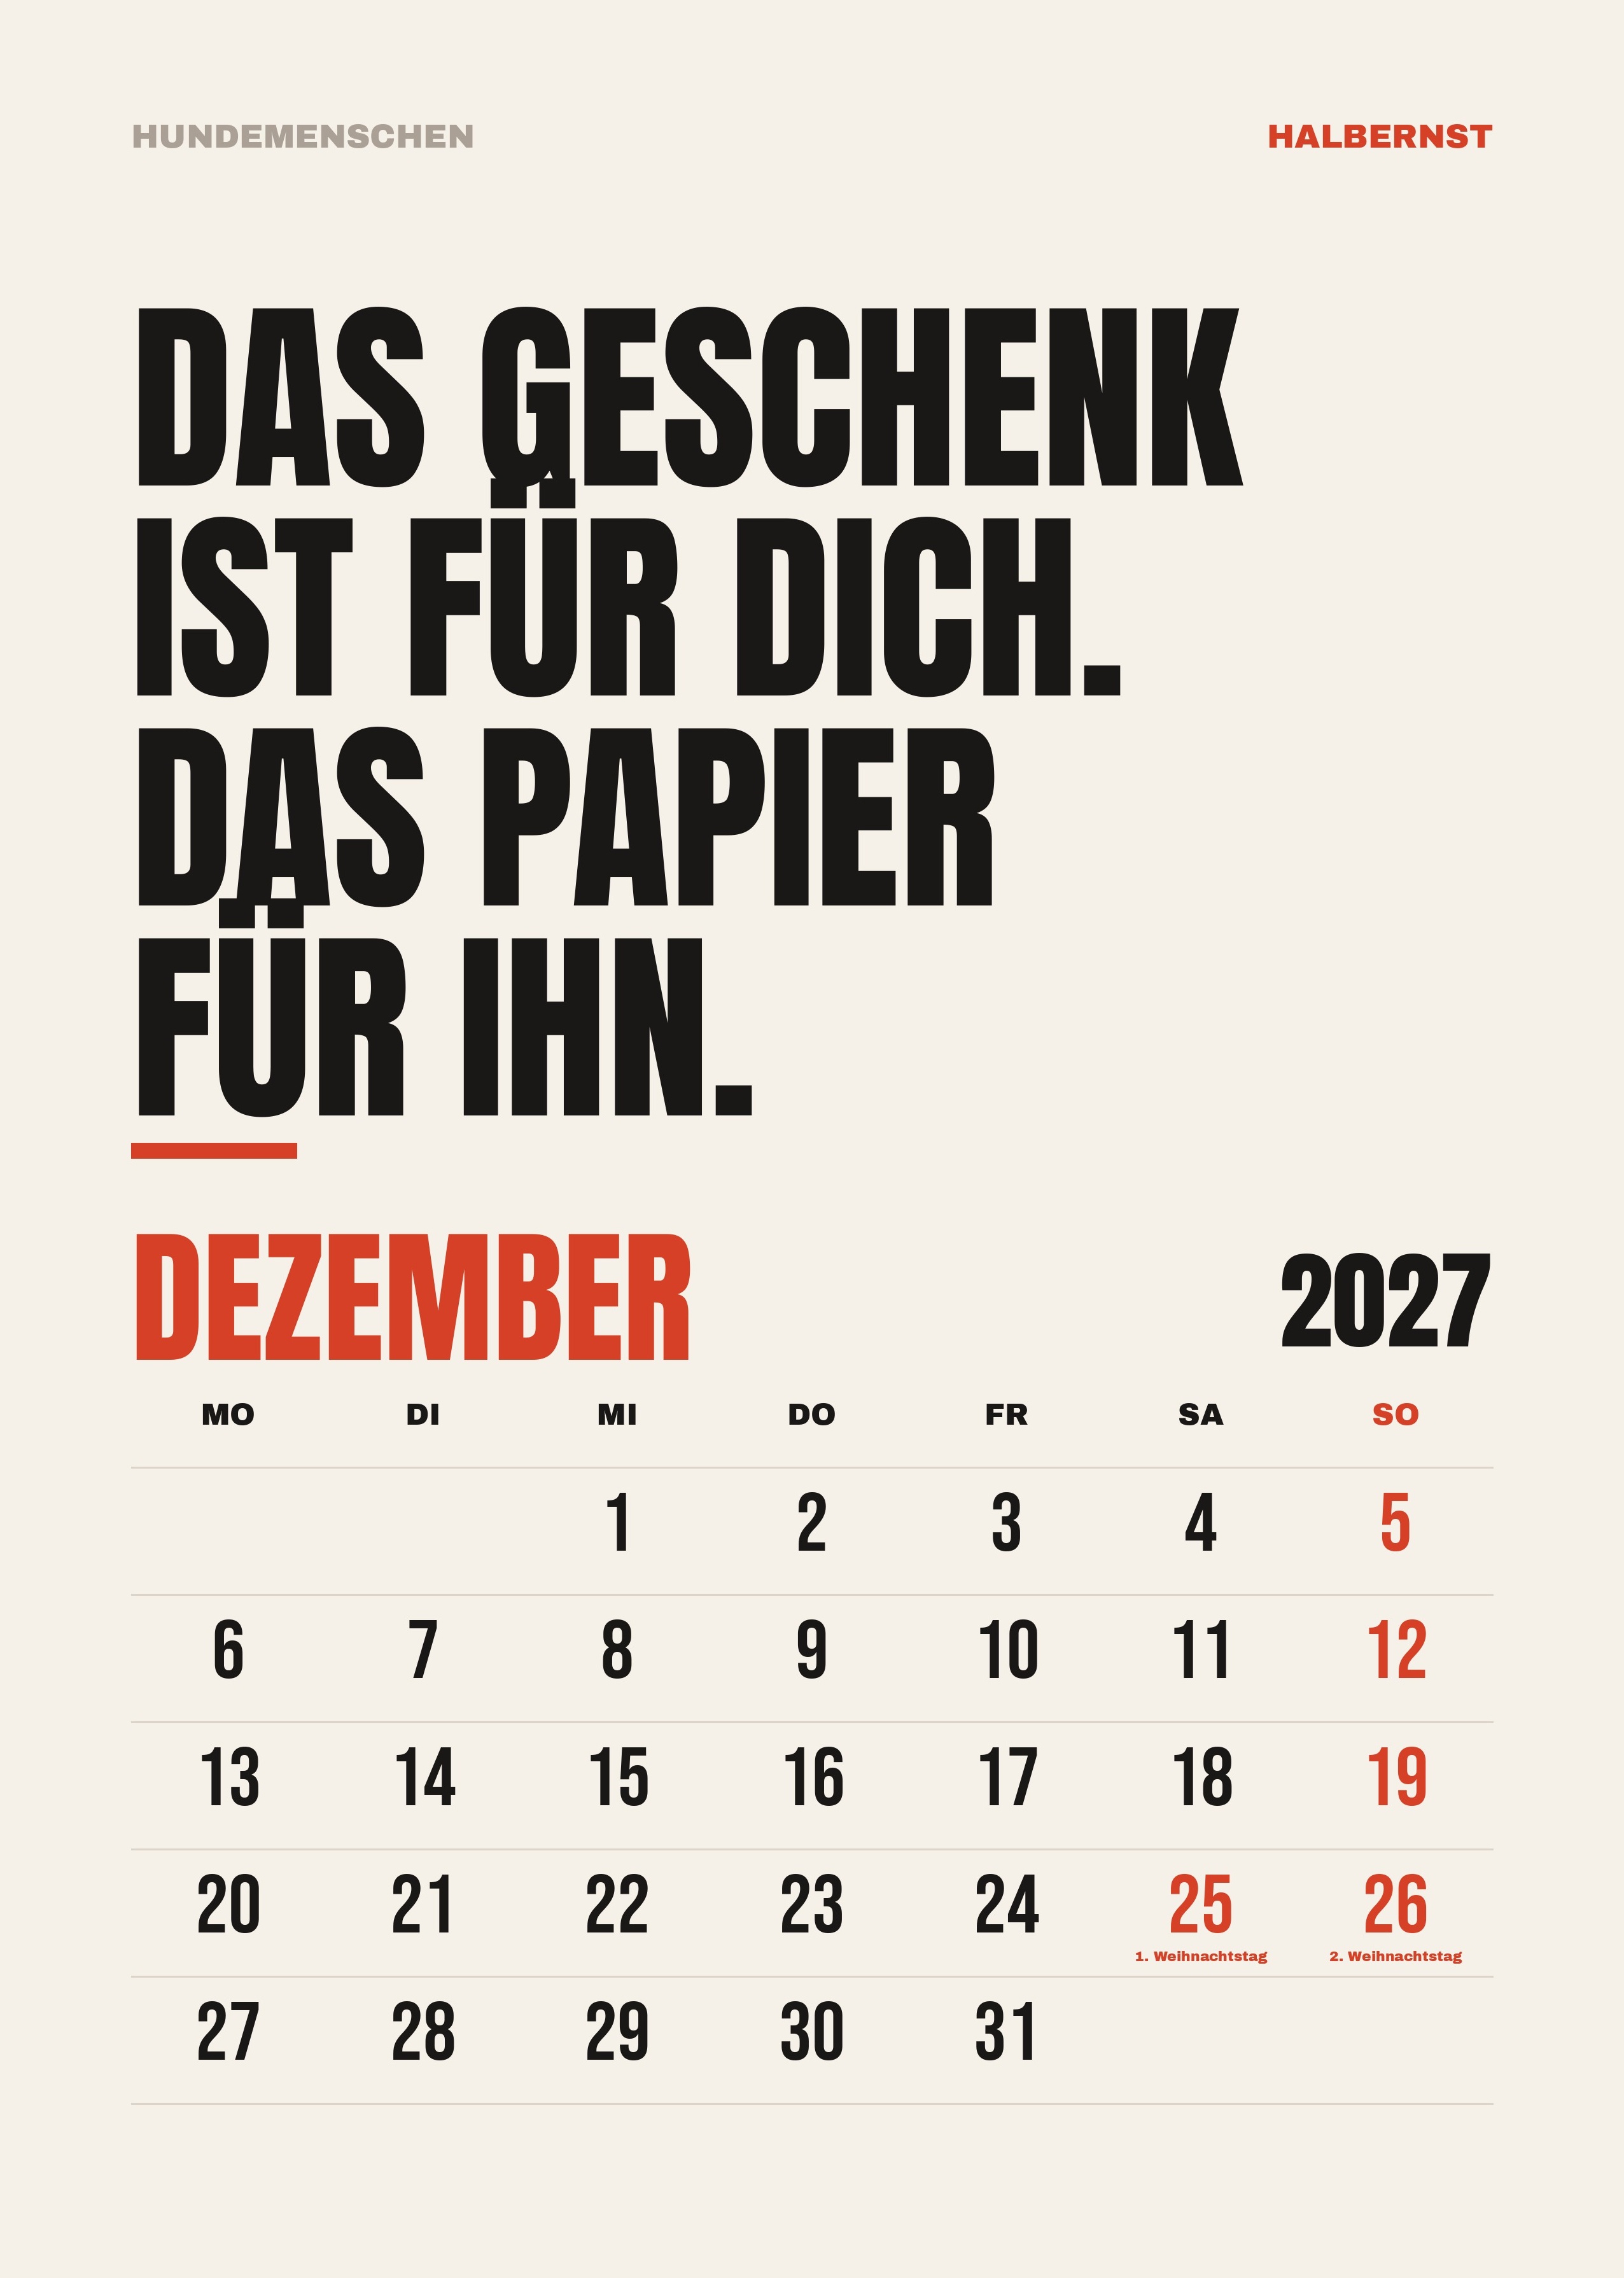 HUNDEMENSCHEN HALBERNST
DAS GESCHENK
IST FÜR DICH.
DAS PAPIER
FÜR IHN.
DEZEMBER 2027
MO DI MI DO FR SA SO
1 2 3 4 5
6 7 8 9 10 11 12
13 14 15 16 17 18 19
20 21 22 23 24 25 26
1. Weihnachtstag 2. Weihnachtstag
27 28 29 30 31